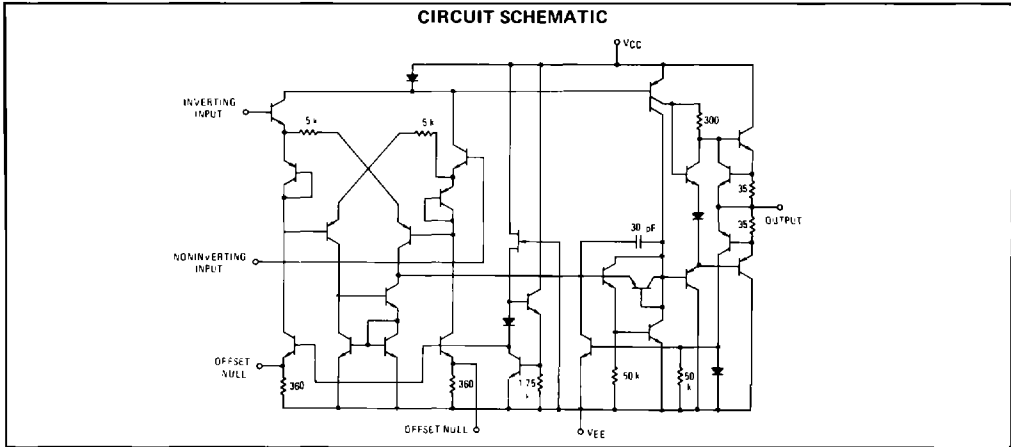 CIRCUIT SCHEMATIC
VCC
INVERTING
INPUT
5 k
5 k
300
35
OUTPUT
35
30 pF
NONINVERTING
INPUT
OFFSET
NULL
360
360
1.75
k
50 k
50
k
OFFSET NULL
VEE